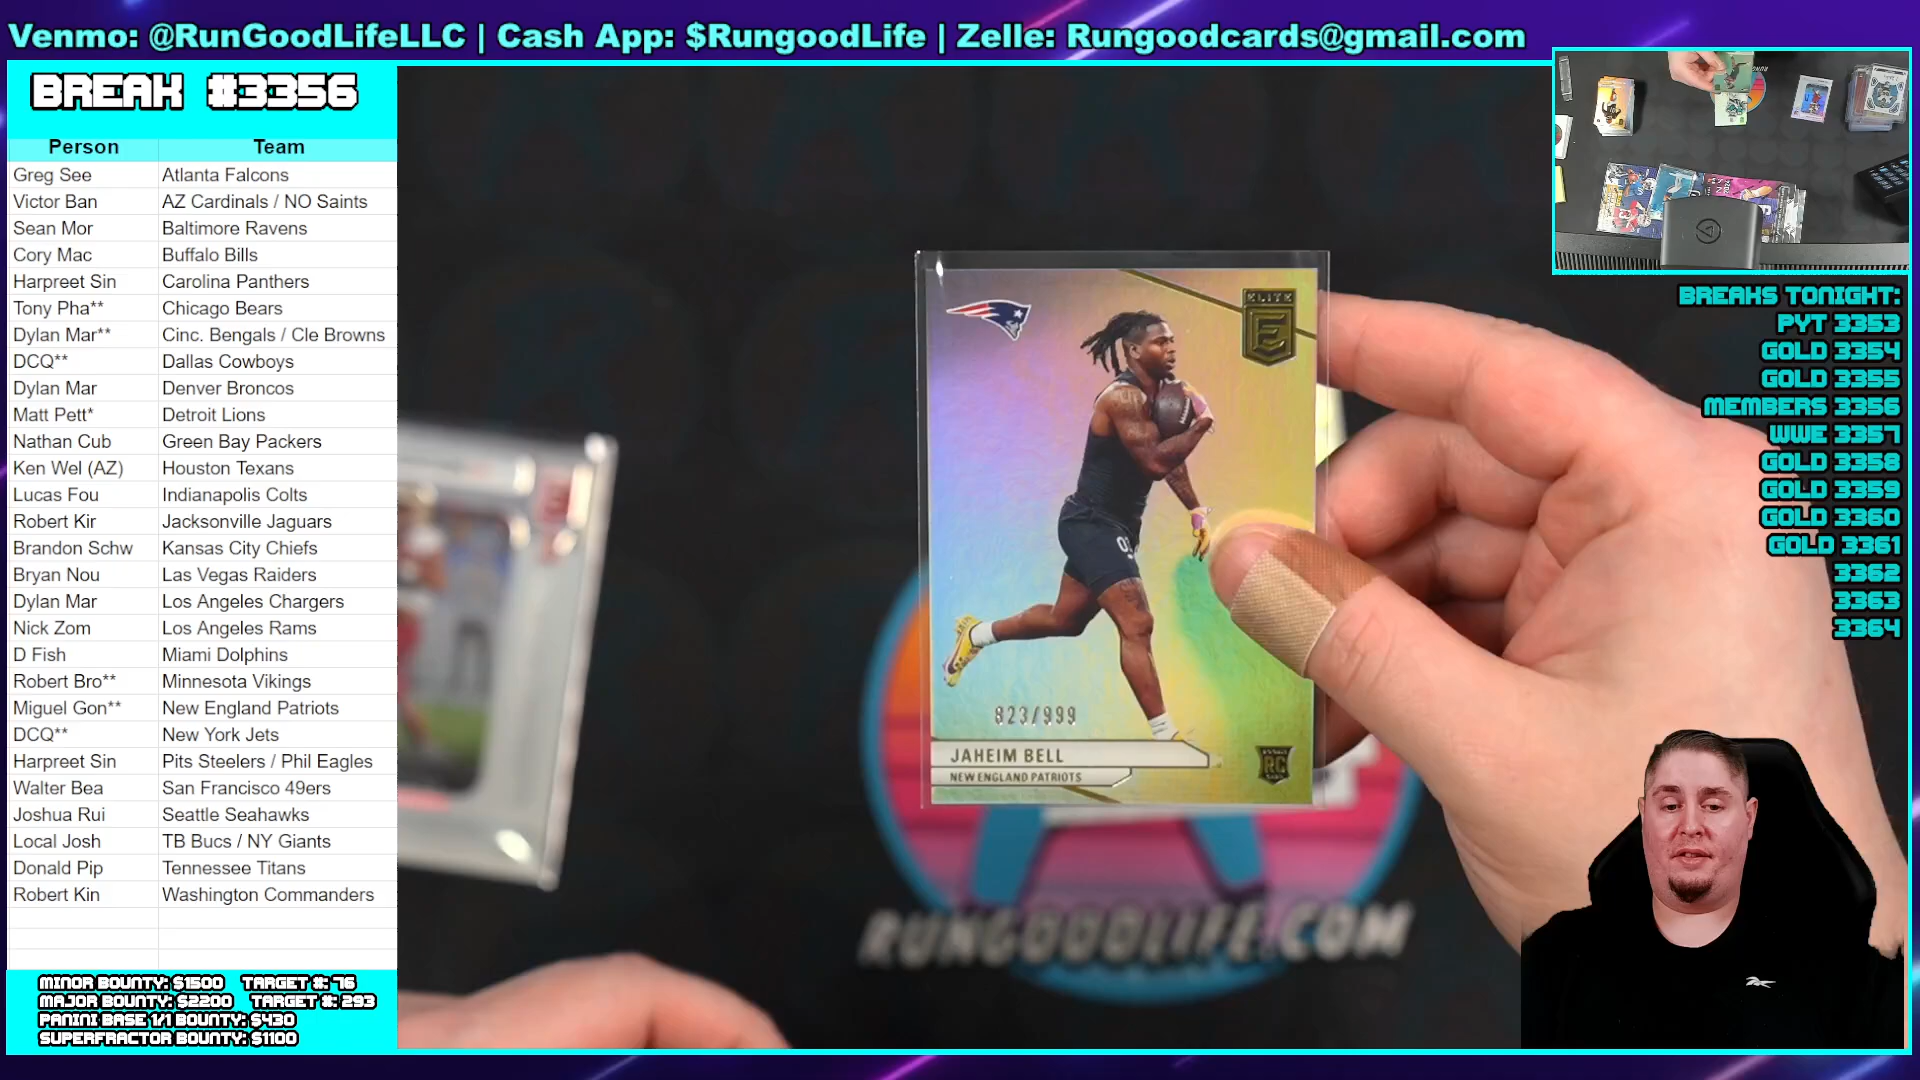 Venmo: @RunGoodLifeLLC | Cash App: $RungoodLife | Zelle: Rungoodcards@gmail.com
BREAK #3356
Person Team
Greg See Atlanta Falcons
Victor Ban AZ Cardinals / NO Saints
Sean Mor Baltimore Ravens
Cory Mac Buffalo Bills
Harpreet Sin Carolina Panthers
Tony Pha** Chicago Bears
Dylan Mar** Cinc. Bengals / Cle Browns
DCQ** Dallas Cowboys
Dylan Mar Denver Broncos
Matt Pett* Detroit Lions
Nathan Cub Green Bay Packers
Ken Wel (AZ) Houston Texans
Lucas Fou Indianapolis Colts
Robert Kir Jacksonville Jaguars
Brandon Schw Kansas City Chiefs
Bryan Nou Las Vegas Raiders
Dylan Mar Los Angeles Chargers
Nick Zom Los Angeles Rams
D Fish Miami Dolphins
Robert Bro** Minnesota Vikings
Miguel Gon** New England Patriots
DCQ** New York Jets
Harpreet Sin Pits Steelers / Phil Eagles
Walter Bea San Francisco 49ers
Joshua Rui Seattle Seahawks
Local Josh TB Bucs / NY Giants
Donald Pip Tennessee Titans
Robert Kin Washington Commanders
MINOR BOUNTY: $1500 TARGET #: 76
MAJOR BOUNTY: $2200 TARGET #: 293
PANINI BASE 1/1 BOUNTY: $430
SUPERFRACTOR BOUNTY: $1100
ELITE
E
823/999
JAHEIM BELL
NEW ENGLAND PATRIOTS
RC
RUNGOODLIFE.COM
BREAKS TONIGHT:
PYT 3353
GOLD 3354
GOLD 3355
MEMBERS 3356
WWE 3357
GOLD 3358
GOLD 3359
GOLD 3360
GOLD 3361
3362
3363
3364